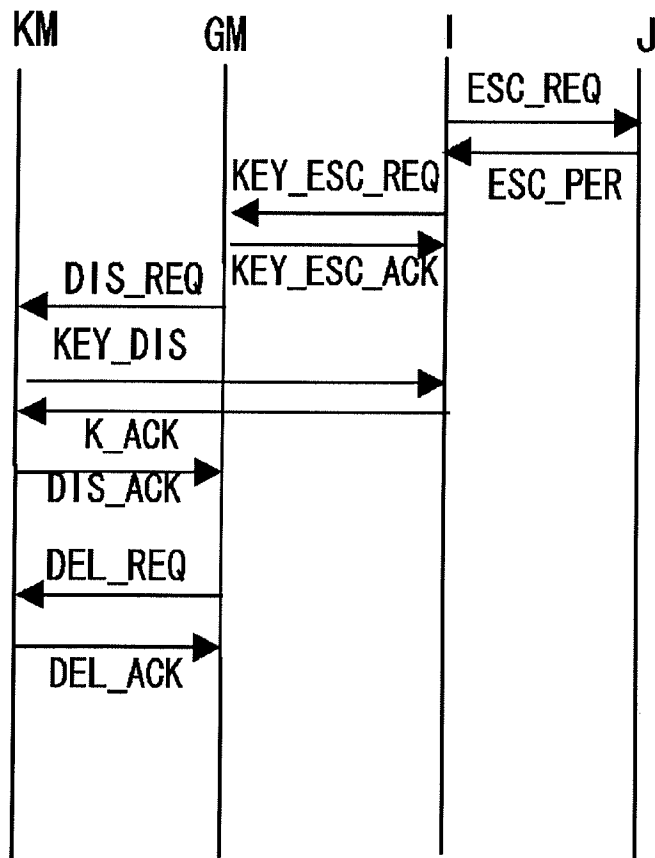 KM GM I J
ESC_REQ
ESC_PER
KEY_ESC_REQ
KEY_ESC_ACK
DIS_REQ
KEY_DIS
K_ACK
DIS_ACK
DEL_REQ
DEL_ACK